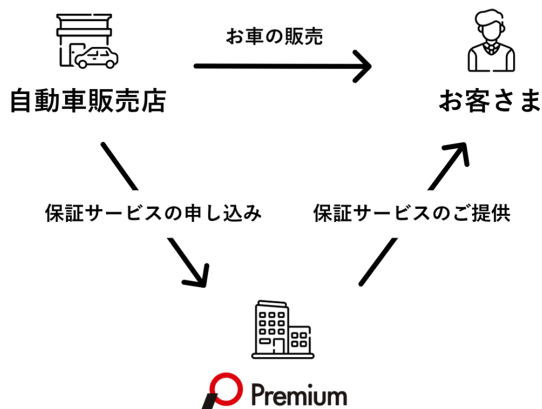 お車の販売
自動車販売店
お客さま
保証サービスの申し込み
保証サービスのご提供
Premium